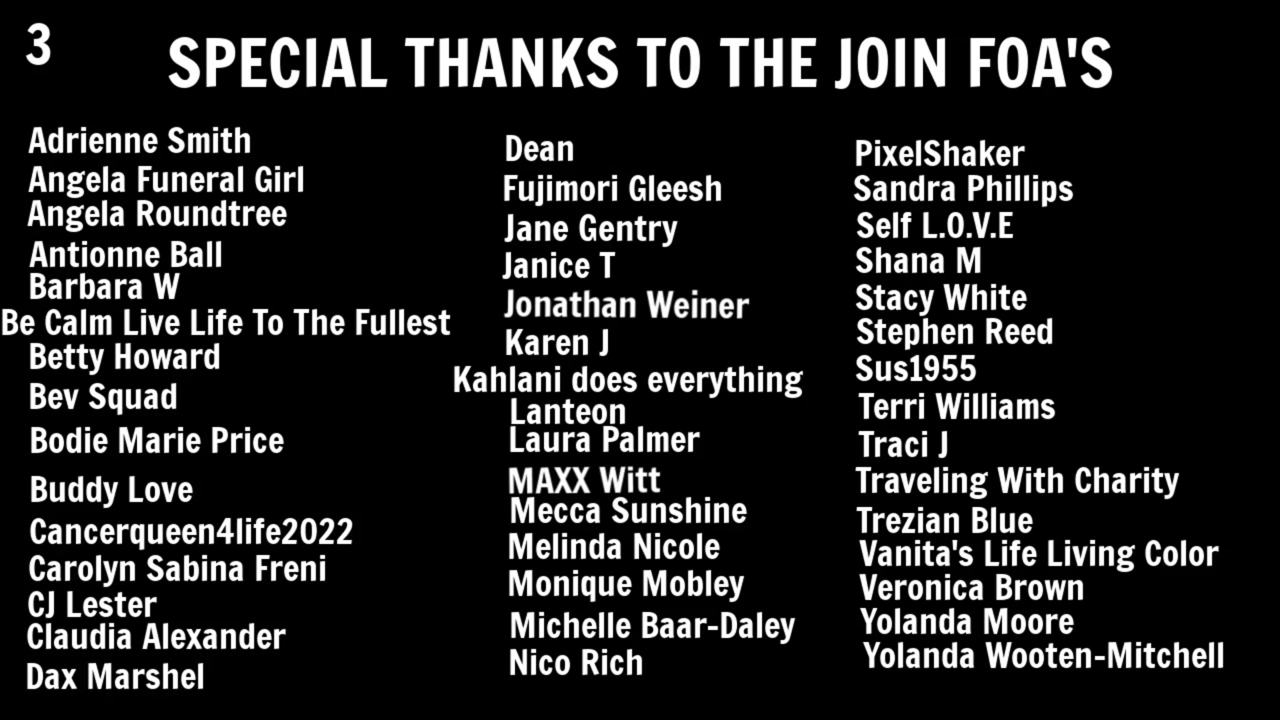 3
SPECIAL THANKS TO THE JOIN FOA'S
Adrienne Smith
Angela Funeral Girl
Angela Roundtree
Antionne Ball
Barbara W
Be Calm Live Life To The Fullest
Betty Howard
Bev Squad
Bodie Marie Price
Buddy Love
Cancerqueen4life2022
Carolyn Sabina Freni
CJ Lester
Claudia Alexander
Dax Marshel
Dean
Fujimori Gleesh
Jane Gentry
Janice T
Jonathan Weiner
Karen J
Kahlani does everything
Lanteon
Laura Palmer
MAXX Witt
Mecca Sunshine
Melinda Nicole
Monique Mobley
Michelle Baar-Daley
Nico Rich
PixelShaker
Sandra Phillips
Self L.O.V.E
Shana M
Stacy White
Stephen Reed
Sus1955
Terri Williams
Traci J
Traveling With Charity
Trezian Blue
Vanita's Life Living Color
Veronica Brown
Yolanda Moore
Yolanda Wooten-Mitchell